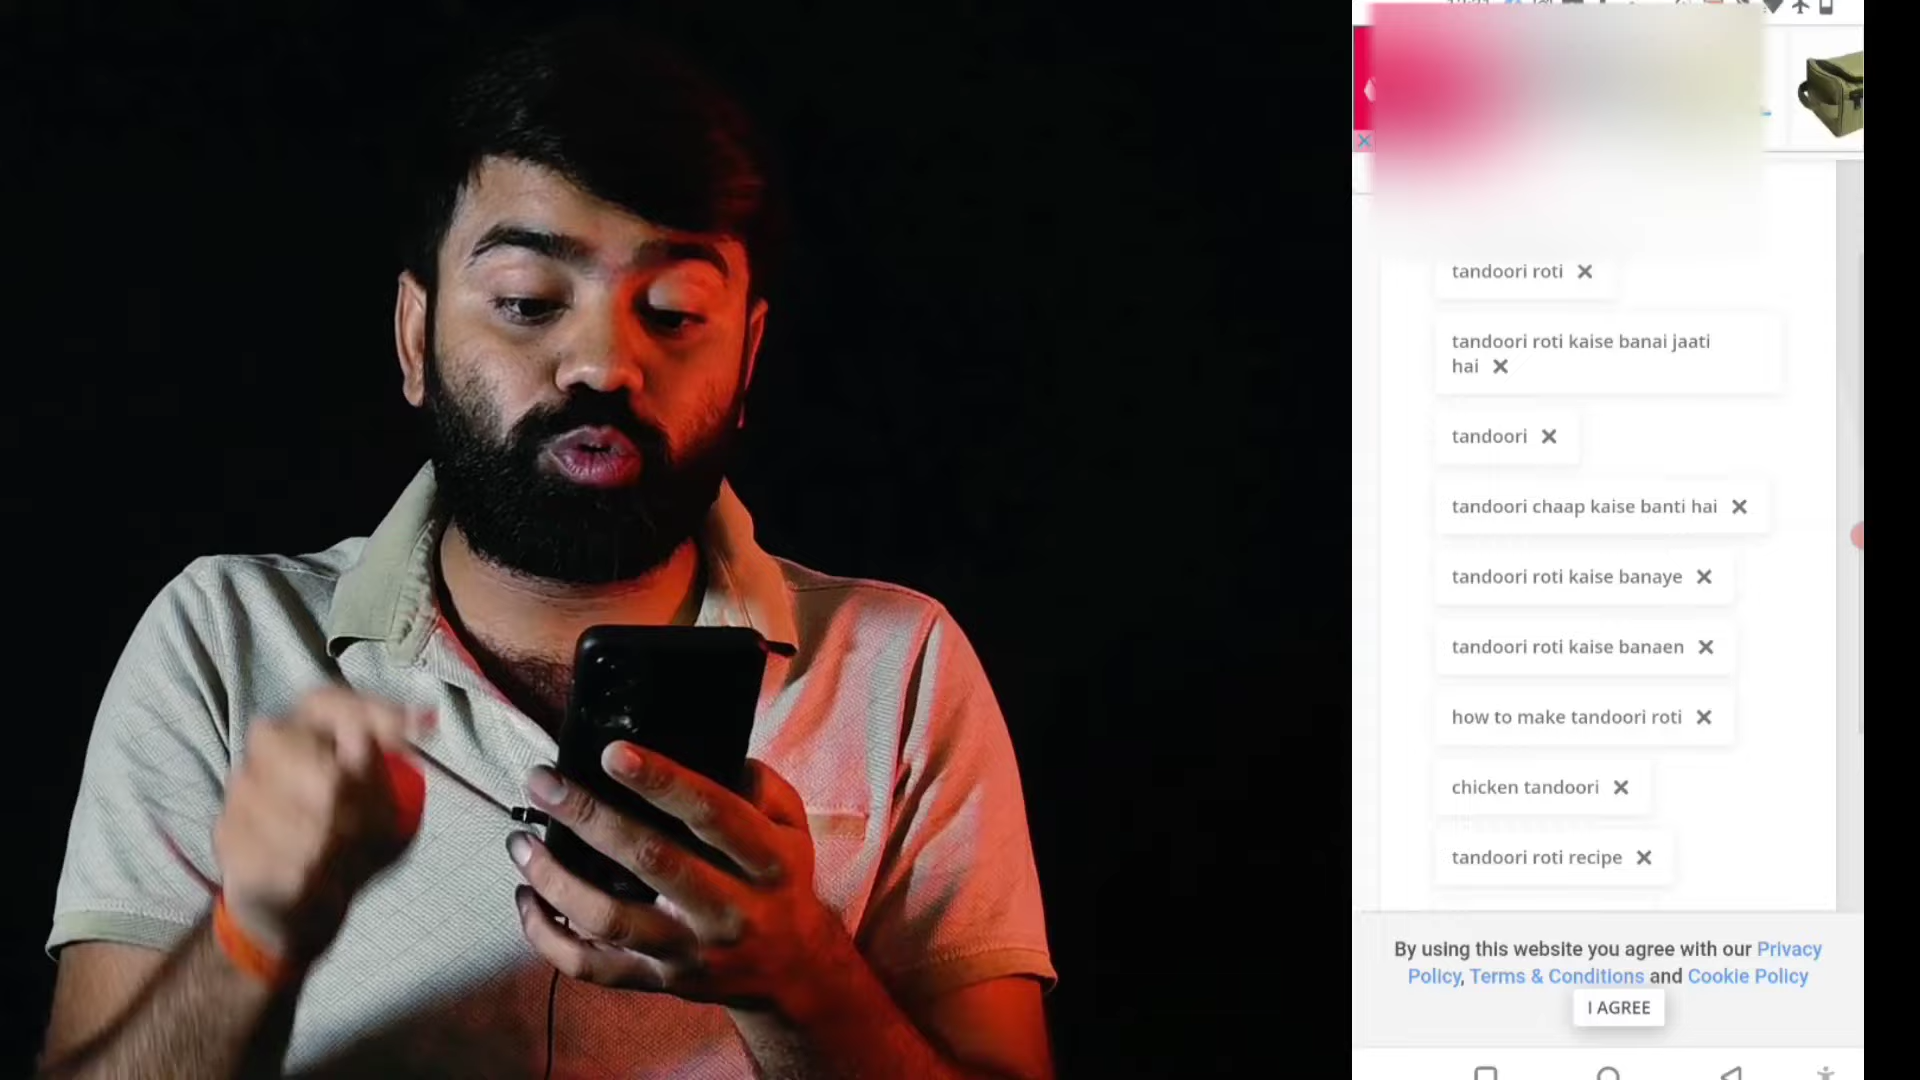 tandoori roti ✕
tandoori roti kaise banai jaati
hai ✕
tandoori ✕
tandoori chaap kaise banti hai ✕
tandoori roti kaise banaye ✕
tandoori roti kaise banaen ✕
how to make tandoori roti ✕
chicken tandoori ✕
tandoori roti recipe ✕
By using this website you agree with our Privacy
Policy, Terms & Conditions and Cookie Policy
I AGREE